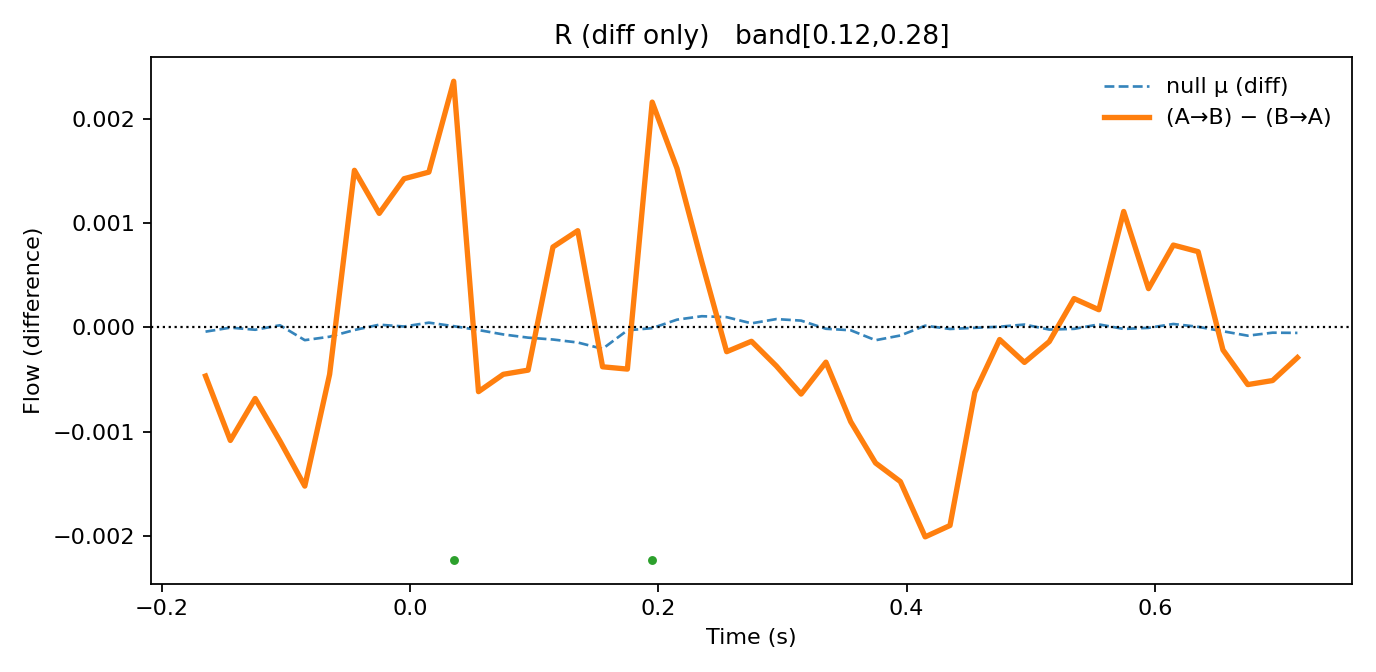 R (diff only)   band[0.12,0.28]
null μ (diff)
(A→B) − (B→A)
Flow (difference)
0.002
0.001
0.000
−0.001
−0.002
−0.2
0.0
0.2
0.4
0.6
Time (s)